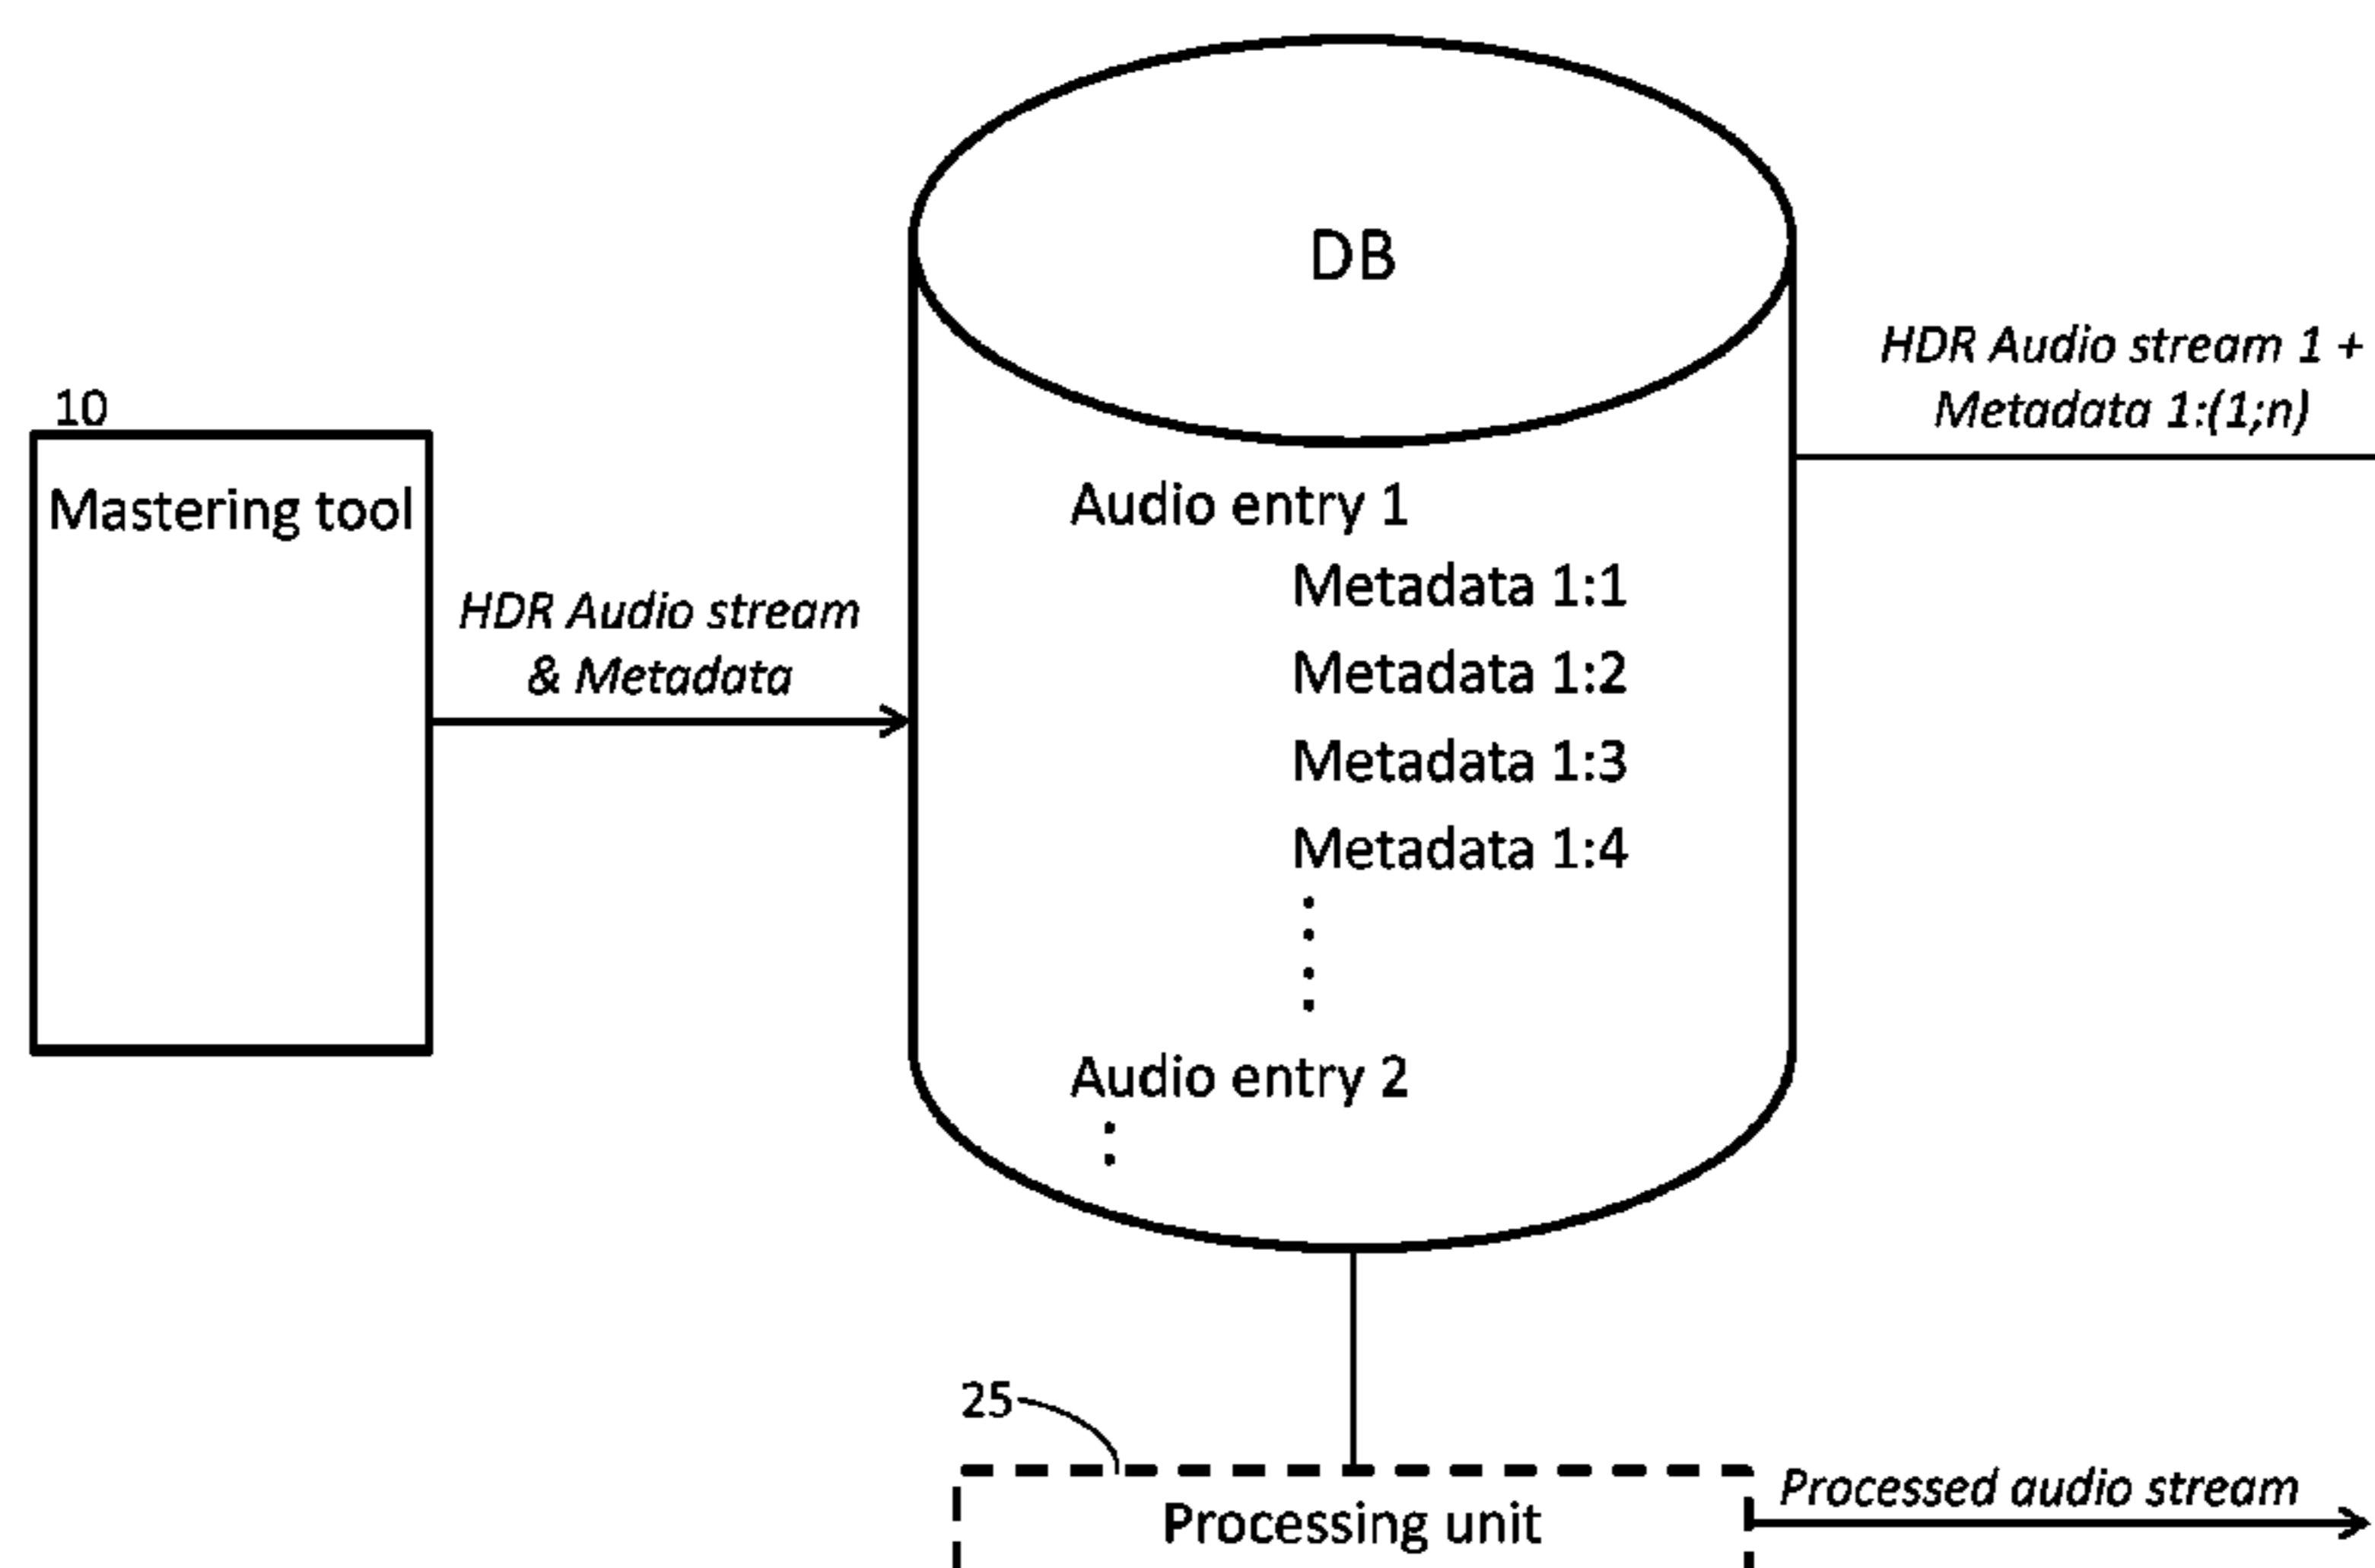 DB
HDR Audio stream 1 +
Metadata 1:(1;n)
10
Mastering tool
HDR Audio stream
& Metadata
Audio entry 1
Metadata 1:1
Metadata 1:2
Metadata 1:3
Metadata 1:4
Audio entry 2
25
Processing unit
Processed audio stream